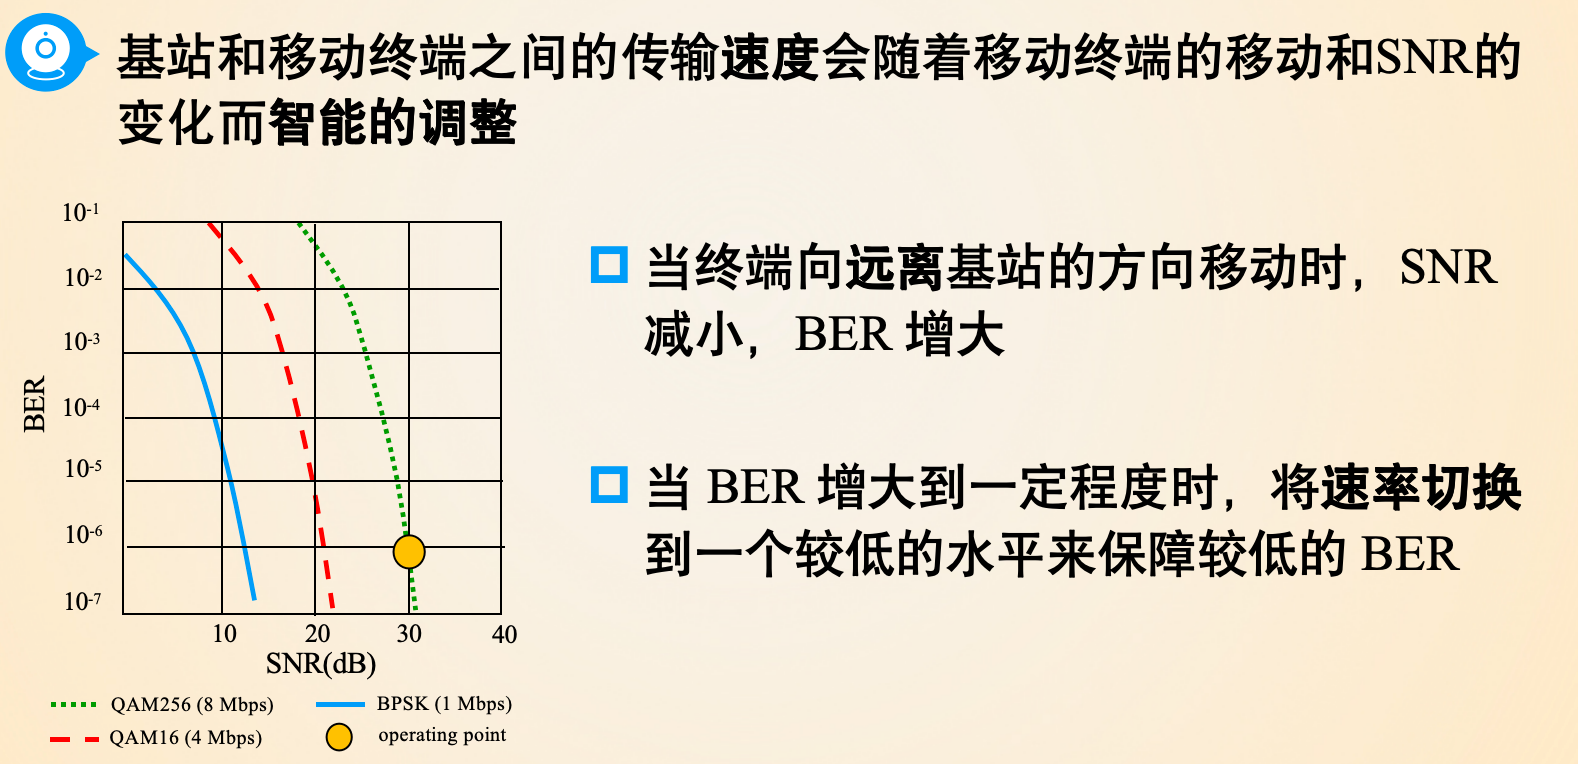 基站和移动终端之间的传输速度会随着移动终端的移动和SNR的
变化而智能的调整
10-1
10-2
10-3
10-4
10-5
10-6
10-7
BER
10 20 30 40
SNR(dB)
QAM256 (8 Mbps)
BPSK (1 Mbps)
QAM16 (4 Mbps)
operating point
当终端向远离基站的方向移动时，SNR
减小，BER 增大
当 BER 增大到一定程度时，将速率切换
到一个较低的水平来保障较低的 BER